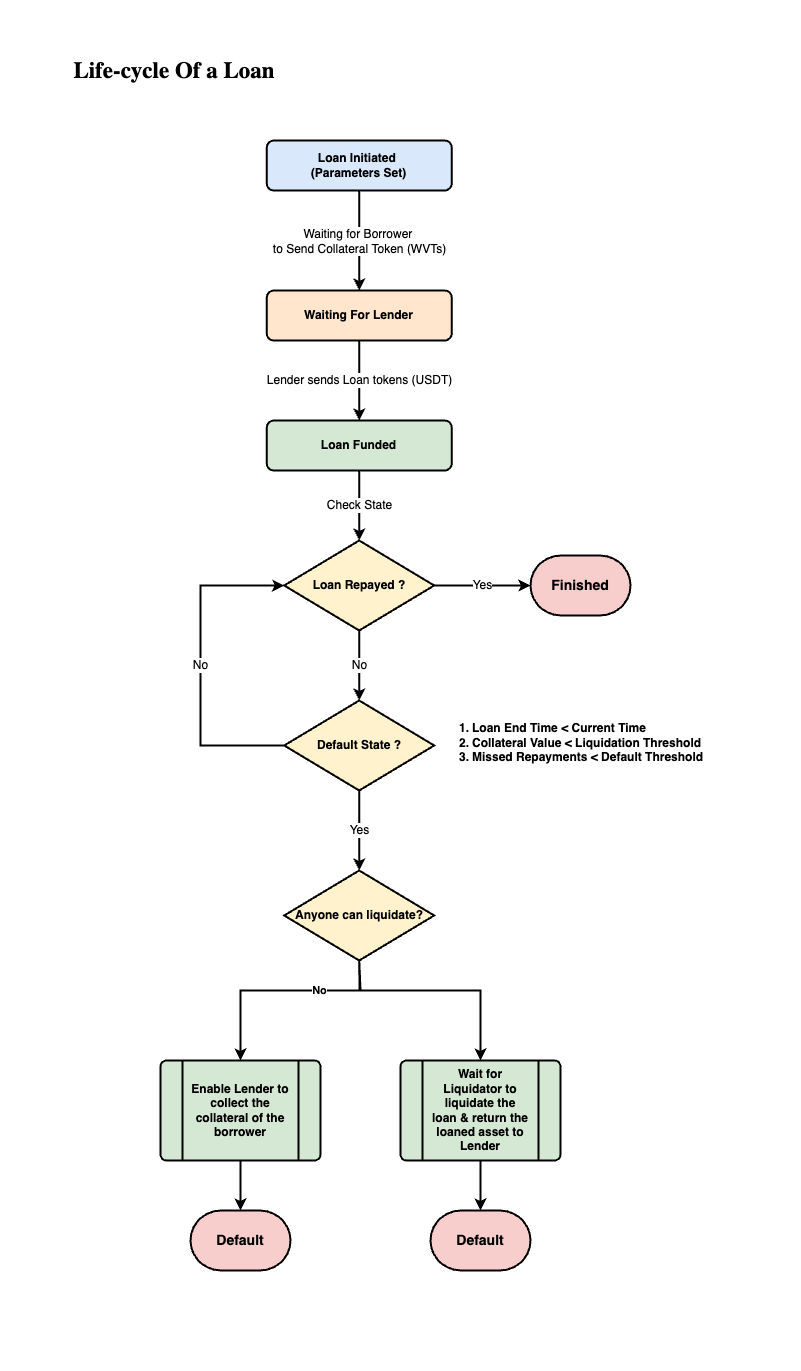 Life-cycle Of a Loan
Loan Initiated
(Parameters Set)
Waiting for Borrower
to Send Collateral Token (WVTs)
Waiting For Lender
Lender sends Loan tokens (USDT)
Loan Funded
Check State
Loan Repayed ?
Yes
Finished
No
No
Default State ?
1. Loan End Time < Current Time
2. Collateral Value < Liquidation Threshold
3. Missed Repayments < Default Threshold
Yes
Anyone can liquidate?
No
Enable Lender to
collect the
collateral of the
borrower
Wait for
Liquidator to
liquidate the
loan & return the
loaned asset to
Lender
Default
Default